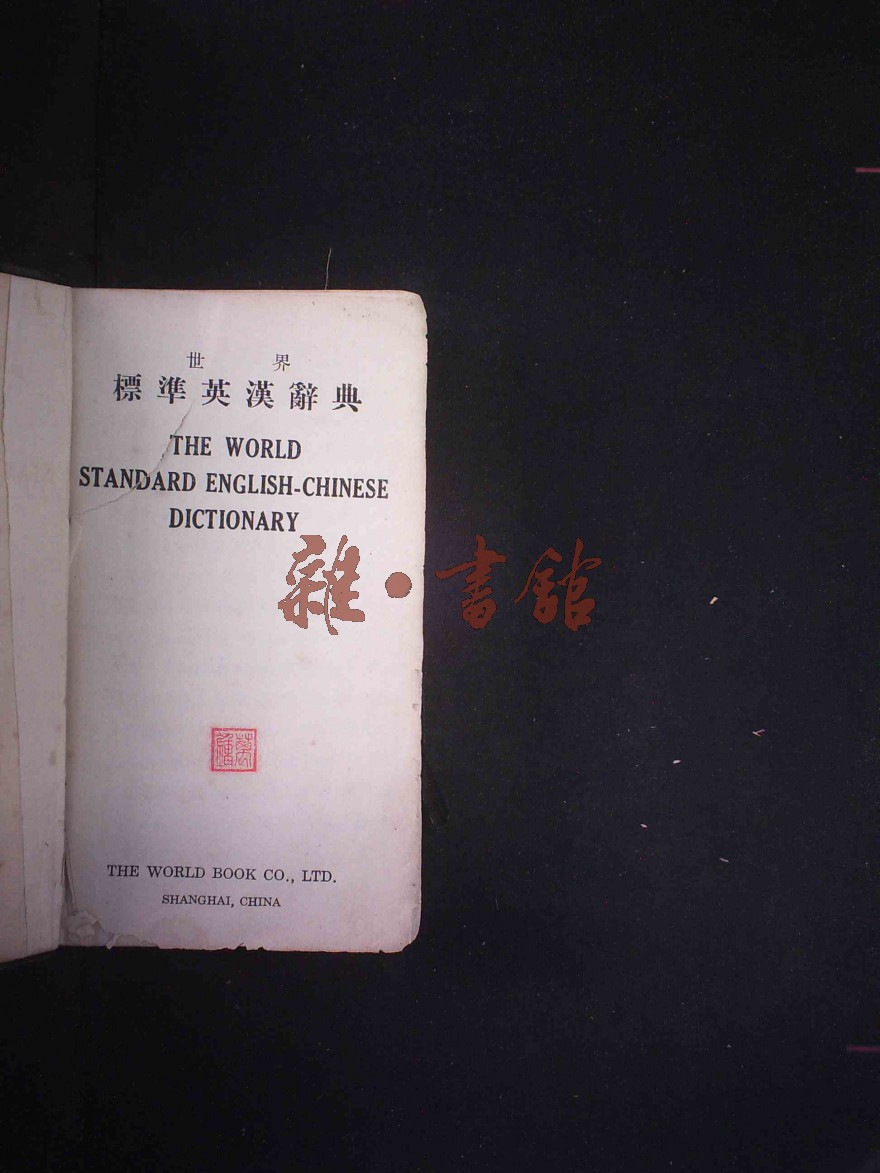 世 界
標準英漢辭典
THE WORLD
STANDARD ENGLISH-CHINESE
DICTIONARY
雜·書館
THE WORLD BOOK CO., LTD.
SHANGHAI, CHINA